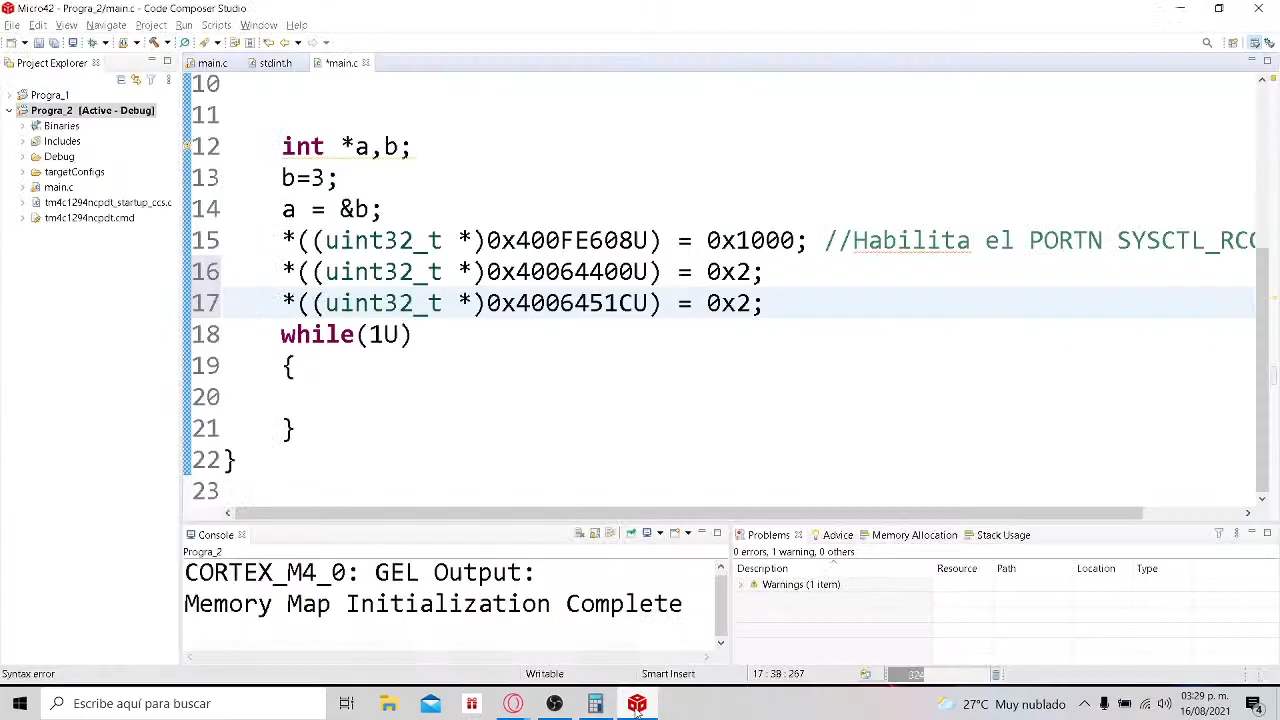 Micro42 - Progra_2/main.c - Code Composer Studio
File Edit View Navigate Project Run Scripts Window Help
Project Explorer
main.c stdint.h *main.c
Progra_1
Progra_2 [Active - Debug]
Binaries
Includes
Debug
targetConfigs
main.c
tm4c1294ncpdt_startup_ccs.c
tm4c1294ncpdt.cmd
10
11
12 int *a,b;
13 b=3;
14 a = &b;
15 *((uint32_t *)0x400FE608U) = 0x1000; //Habilita el PORTN SYSCTL_RCG
16 *((uint32_t *)0x40064400U) = 0x2;
17 *((uint32_t *)0x4006451CU) = 0x2;
18 while(1U)
19 {
20
21 }
22 }
23
Console
Progra_2
CORTEX_M4_0: GEL Output:
Memory Map Initialization Complete
Problems Advice Memory Allocation Stack Usage
0 errors, 1 warning, 0 others
Description Resource Path Location Type
Warnings (1 item)
Syntax error Writable Smart Insert 17 : 38 : 267
Escribe aquí para buscar
27°C Muy nublado
03:29 p. m.
16/08/2021
4